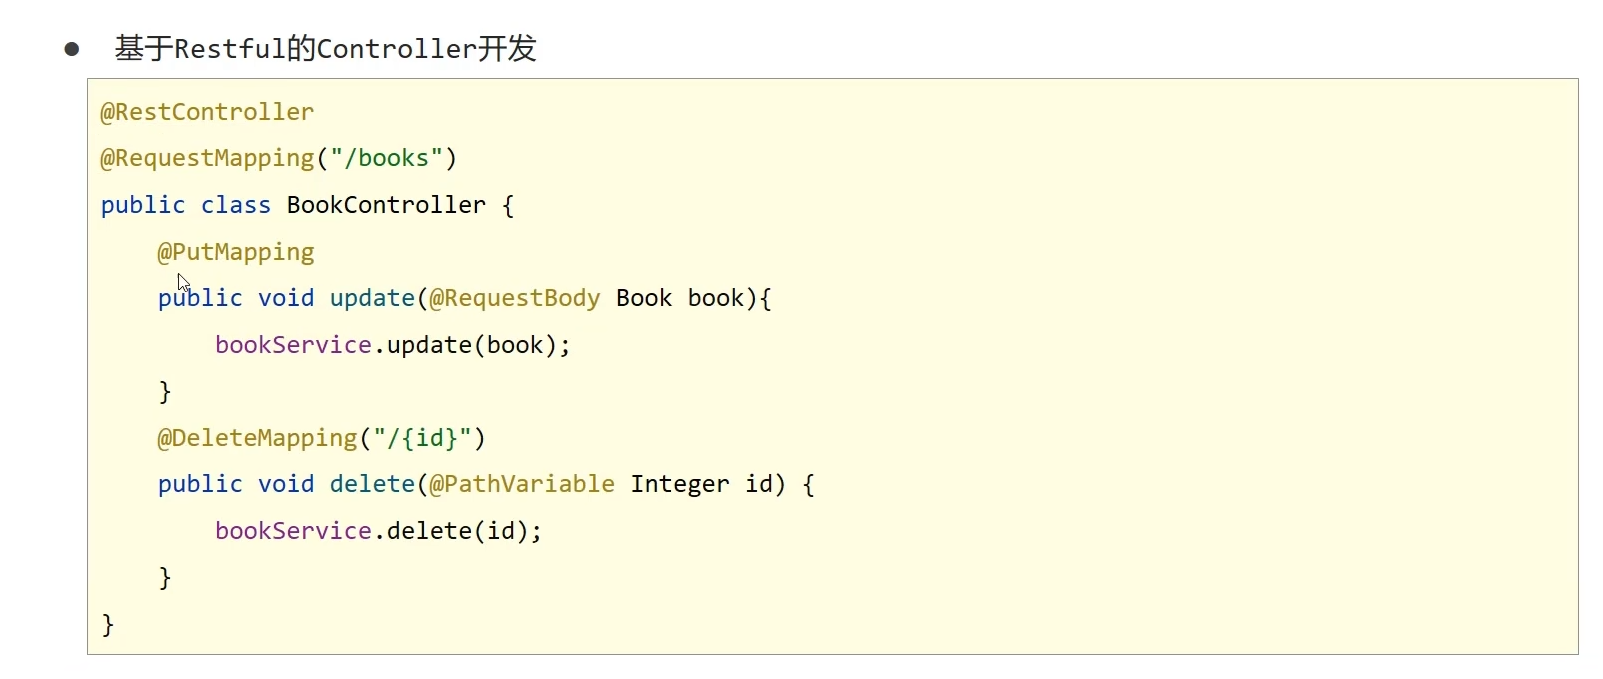 ● 基于Restful的Controller开发
@RestController
@RequestMapping("/books")
public class BookController {
    @PutMapping
    public void update(@RequestBody Book book){
        bookService.update(book);
    }
    @DeleteMapping("/{id}")
    public void delete(@PathVariable Integer id) {
        bookService.delete(id);
    }
}